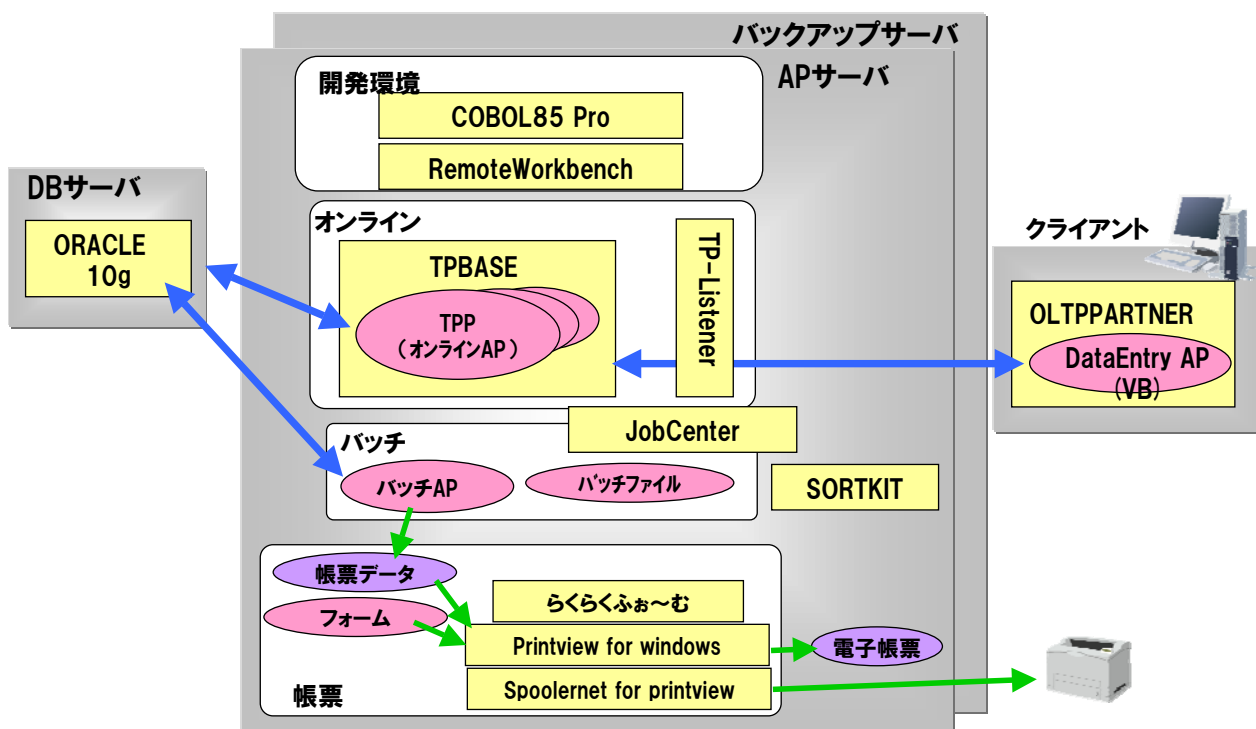 バックアップサーバ
APサーバ
開発環境
COBOL85 Pro
RemoteWorkbench
DBサーバ
ORACLE
10g
オンライン
TPBASE
TPP
（オンラインAP）
TP-Listener
クライアント
OLTPPARTNER
DataEntry AP
(VB)
JobCenter
バッチ
バッチAP
バッチファイル
SORTKIT
帳票データ
フォーム
らくらくふぉ～む
Printview for windows
Spoolernet for printview
電子帳票
帳票